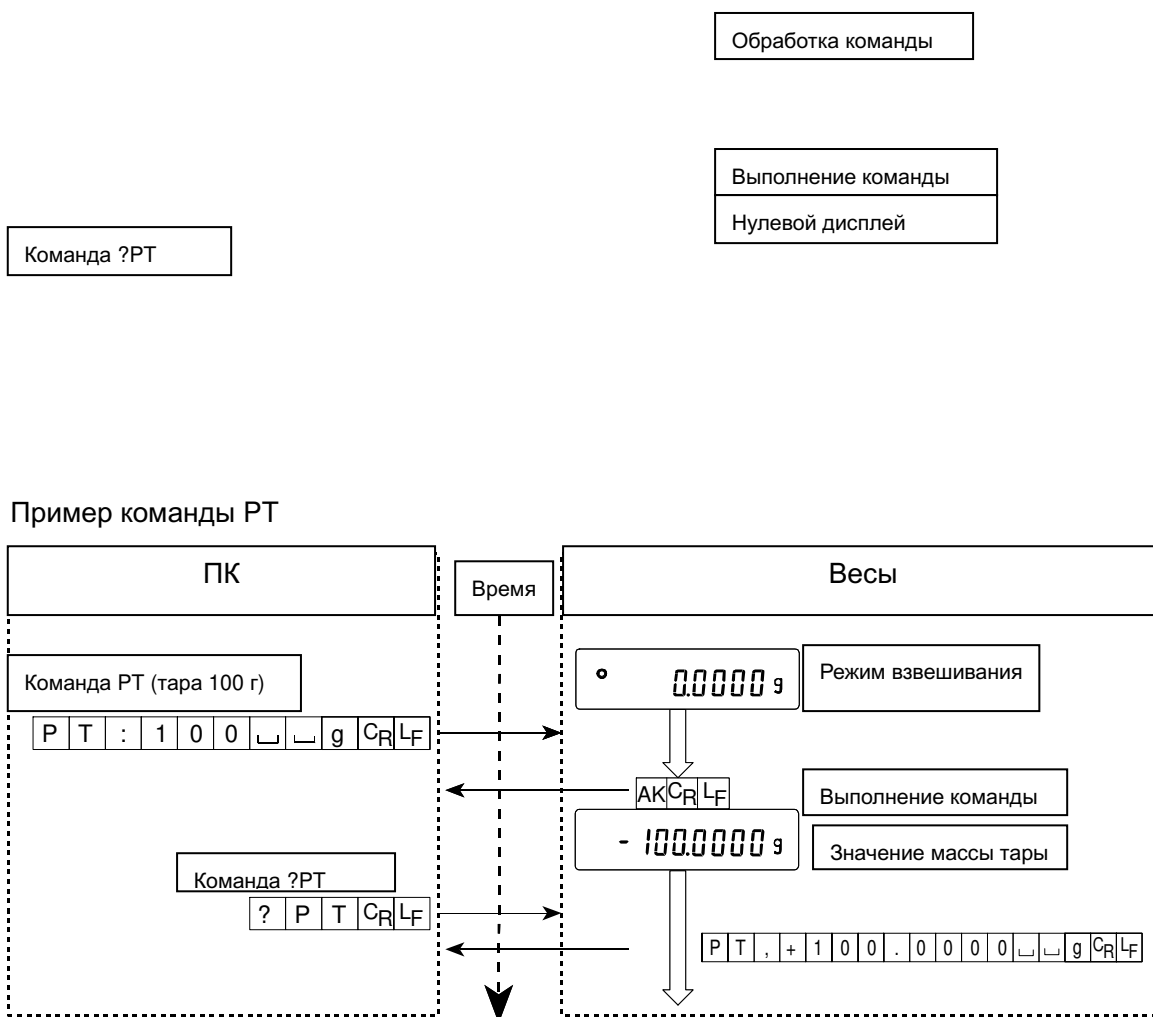 Обработка команды
Выполнение команды
Нулевой дисплей
Команда ?PT
Пример команды PT
ПК
Время
Весы
Команда PT (тара 100 г)
0.0000 g
Режим взвешивания
P T : 1 0 0 ⌴ ⌴ g CR LF
AK CR LF
Выполнение команды
- 100.0000 g
Значение массы тары
Команда ?PT
? P T CR LF
P T , + 1 0 0 . 0 0 0 0 ⌴ ⌴ g CR LF